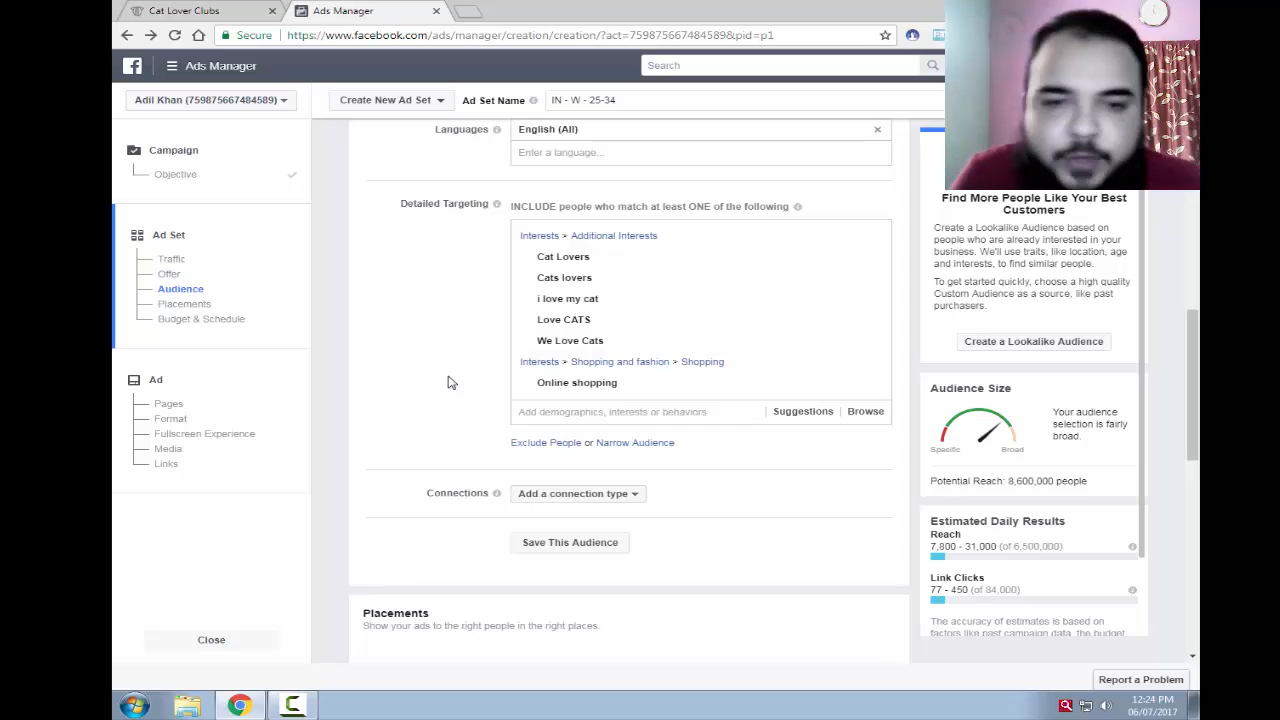 Cat Lover Clubs
Ads Manager
Secure
https://www.facebook.com/ads/manager/creation/creation/?act=759875667484589&pid=p1
Ads Manager
Search
Adil Khan (759875667484589)
Create New Ad Set
Ad Set Name
IN - W - 25-34
Campaign
Objective
Ad Set
Traffic
Offer
Audience
Placements
Budget & Schedule
Ad
Pages
Format
Fullscreen Experience
Media
Links
Close
Languages
English (All)
Enter a language...
Detailed Targeting
INCLUDE people who match at least ONE of the following
Interests > Additional Interests
Cat Lovers
Cats lovers
i love my cat
Love CATS
We Love Cats
Interests > Shopping and fashion > Shopping
Online shopping
Add demographics, interests or behaviors
Suggestions
Browse
Exclude People or Narrow Audience
Connections
Add a connection type
Save This Audience
Placements
Show your ads to the right people in the right places.
Find More People Like Your Best
Customers
Create a Lookalike Audience based on
people who are already interested in your
business. We'll use traits, like location, age
and interests, to find similar people.
To get started quickly, choose a high quality
Custom Audience as a source, like past
purchasers.
Create a Lookalike Audience
Audience Size
Specific
Broad
Your audience
selection is fairly
broad.
Potential Reach: 8,600,000 people
Estimated Daily Results
Reach
7,800 - 31,000 (of 6,500,000)
Link Clicks
77 - 450 (of 84,000)
The accuracy of estimates is based on
factors like past campaign data, the budget
Report a Problem
12:24 PM
06/07/2017